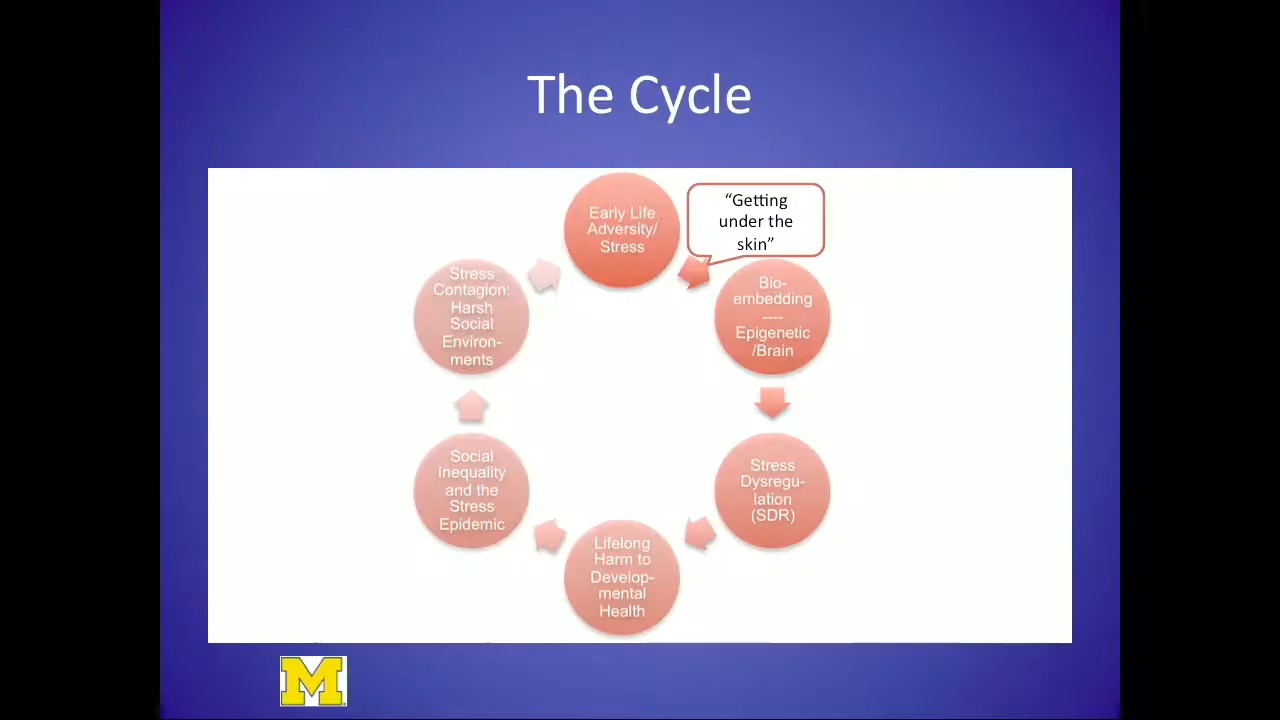 The Cycle
Early Life
Adversity/
Stress
“Getting
under the
skin”
Bio-
embedding
----
Epigenetic
/Brain
Stress
Dysregu-
lation
(SDR)
Lifelong
Harm to
Develop-
mental
Health
Social
Inequality
and the
Stress
Epidemic
Stress
Contagion:
Harsh
Social
Environ-
ments
M